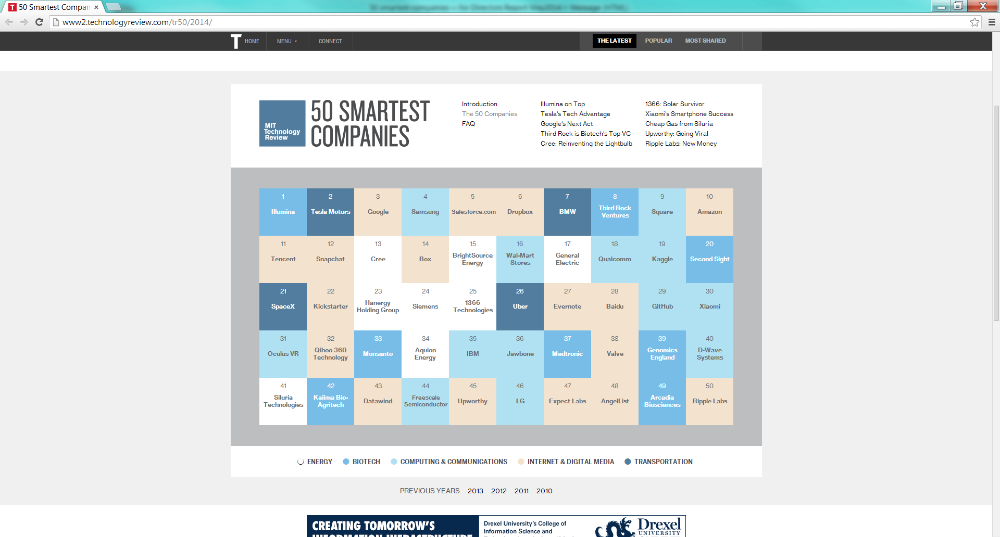 50 smartest companies -- for Directors Report May2014 - Message (HTML)
T 50 Smartest Compan ×
www2.technologyreview.com/tr50/2014/
T HOME MENU CONNECT THE LATEST POPULAR MOST SHARED
MIT
Technology
Review
50 SMARTEST
COMPANIES
Introduction
The 50 Companies
FAQ
Illumina on Top
Tesla's Tech Advantage
Google's Next Act
Third Rock is Biotech's Top VC
Cree: Reinventing the Lightbulb
1366: Solar Survivor
Xiaomi's Smartphone Success
Cheap Gas from Siluria
Upworthy: Going Viral
Ripple Labs: New Money
1
Illumina
2
Tesla Motors
3
Google
4
Samsung
5
Salesforce.com
6
Dropbox
7
BMW
8
Third Rock
Ventures
9
Square
10
Amazon
11
Tencent
12
Snapchat
13
Cree
14
Box
15
BrightSource
Energy
16
Wal-Mart
Stores
17
General
Electric
18
Qualcomm
19
Kaggle
20
Second Sight
21
SpaceX
22
Kickstarter
23
Hanergy
Holding Group
24
Siemens
25
1366
Technologies
26
Uber
27
Evernote
28
Baidu
29
GitHub
30
Xiaomi
31
Oculus VR
32
Qihoo 360
Technology
33
Monsanto
34
Aquion
Energy
35
IBM
36
Jawbone
37
Medtronic
38
Valve
39
Genomics
England
40
D-Wave
Systems
41
Siluria
Technologies
42
Kaiima Bio-
Agritech
43
Datawind
44
Freescale
Semiconductor
45
Upworthy
46
LG
47
Expect Labs
48
AngelList
49
Arcadia
Biosciences
50
Ripple Labs
ENERGY BIOTECH COMPUTING & COMMUNICATIONS INTERNET & DIGITAL MEDIA TRANSPORTATION
PREVIOUS YEARS 2013 2012 2011 2010
CREATING TOMORROW'S
INFORMATION INFRASTRUCTURE
Drexel University's College of
Information Science and
Drexel
UNIVERSITY